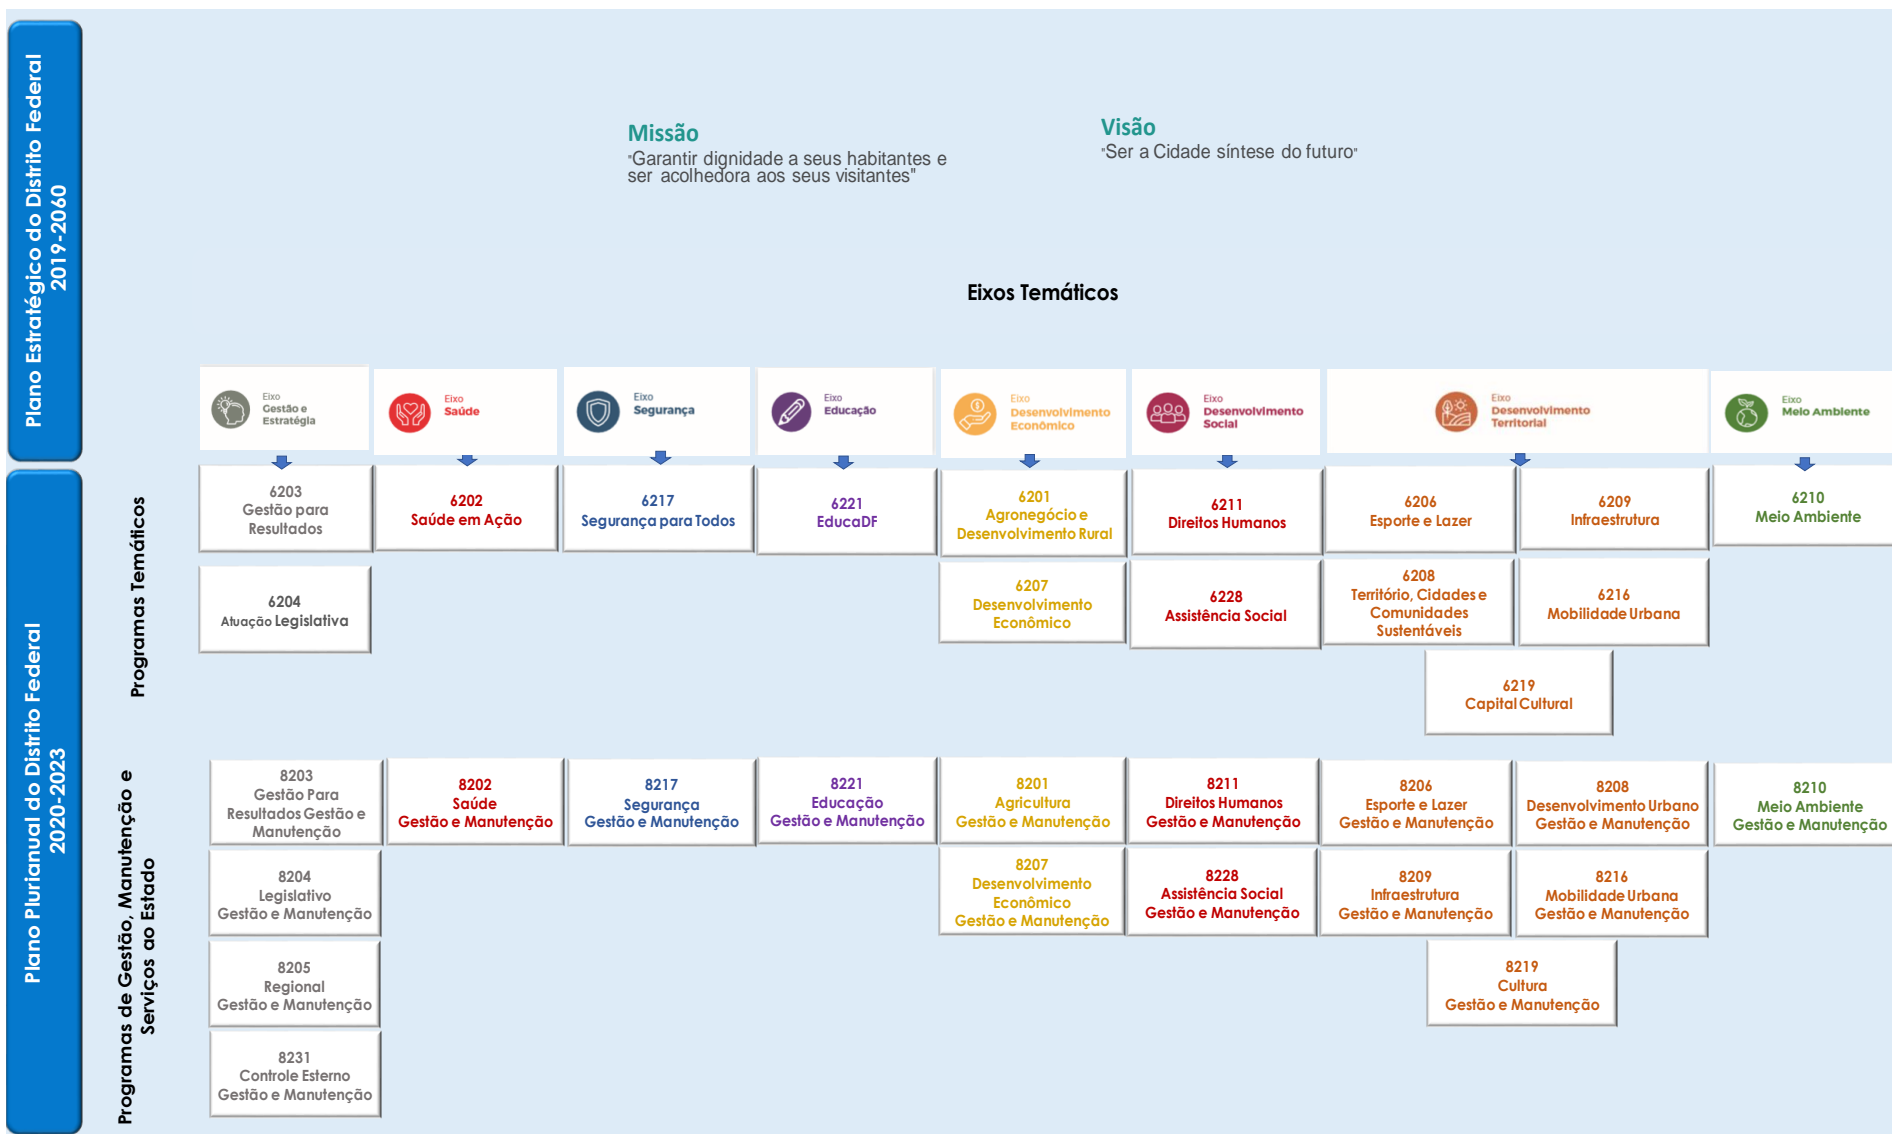 Plano Estratégico do Distrito Federal
2019-2060
Missão
"Garantir dignidade a seus habitantes e
ser acolhedora aos seus visitantes"
Visão
"Ser a Cidade síntese do futuro"
Eixos Temáticos
Eixo
Gestão e
Estratégia
Eixo
Saúde
Eixo
Segurança
Eixo
Educação
Eixo
Desenvolvimento
Econômico
Eixo
Desenvolvimento
Social
Eixo
Desenvolvimento
Territorial
Eixo
Meio Ambiente
Plano Plurianual do Distrito Federal
2020-2023
Programas Temáticos
6203
Gestão para
Resultados
6202
Saúde em Ação
6217
Segurança para Todos
6221
EducaDF
6201
Agronegócio e
Desenvolvimento Rural
6211
Direitos Humanos
6206
Esporte e Lazer
6209
Infraestrutura
6210
Meio Ambiente
6204
Atuação Legislativa
6207
Desenvolvimento
Econômico
6228
Assistência Social
6208
Território, Cidades e
Comunidades
Sustentáveis
6216
Mobilidade Urbana
6219
Capital Cultural
Programas de Gestão, Manutenção e
Serviços ao Estado
8203
Gestão Para
Resultados Gestão e
Manutenção
8202
Saúde
Gestão e Manutenção
8217
Segurança
Gestão e Manutenção
8221
Educação
Gestão e Manutenção
8201
Agricultura
Gestão e Manutenção
8211
Direitos Humanos
Gestão e Manutenção
8206
Esporte e Lazer
Gestão e Manutenção
8208
Desenvolvimento Urbano
Gestão e Manutenção
8210
Meio Ambiente
Gestão e Manutenção
8204
Legislativo
Gestão e Manutenção
8207
Desenvolvimento
Econômico
Gestão e Manutenção
8228
Assistência Social
Gestão e Manutenção
8209
Infraestrutura
Gestão e Manutenção
8216
Mobilidade Urbana
Gestão e Manutenção
8205
Regional
Gestão e Manutenção
8219
Cultura
Gestão e Manutenção
8231
Controle Esterno
Gestão e Manutenção